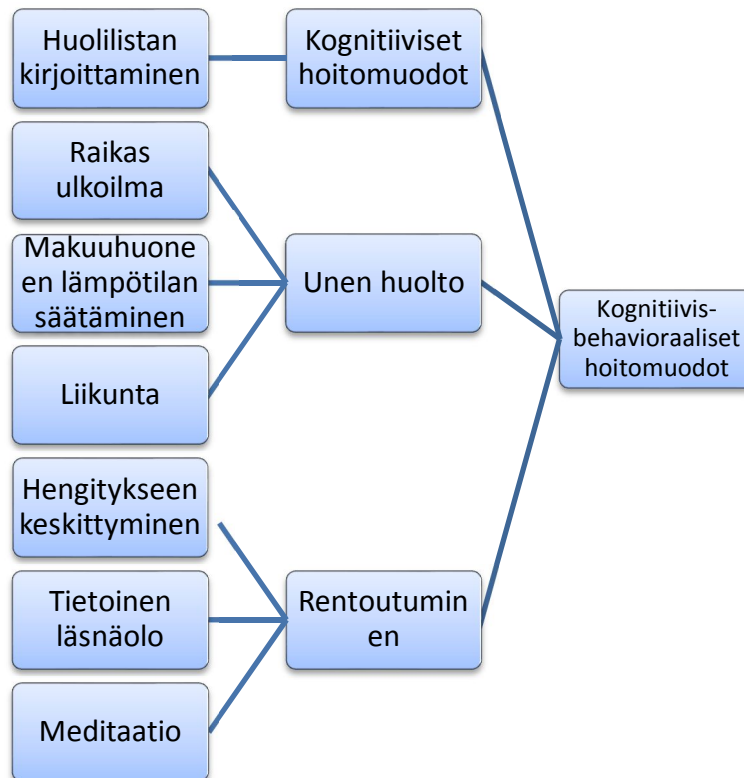 Huolilistan
kirjoittaminen
Kognitiiviset
hoitomuodot
Raikas
ulkoilma
Makuuhuone
en lämpötilan
säätäminen
Unen huolto
Liikunta
Kognitiivis-
behavioraaliset
hoitomuodot
Hengitykseen
keskittyminen
Tietoinen
läsnäolo
Rentoutumin
en
Meditaatio